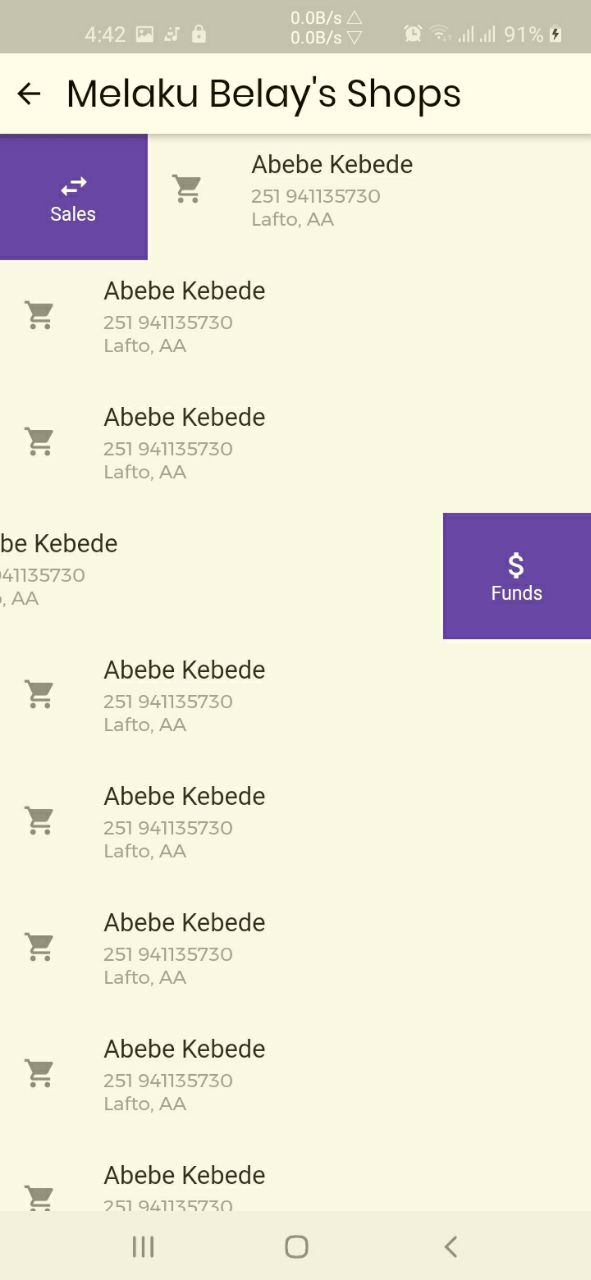 4:42
0.0B/s △
0.0B/s ▽
91%
Melaku Belay's Shops
Sales
Abebe Kebede
251 941135730
Lafto, AA
Abebe Kebede
251 941135730
Lafto, AA
Abebe Kebede
251 941135730
Lafto, AA
be Kebede
41135730
, AA
$
Funds
Abebe Kebede
251 941135730
Lafto, AA
Abebe Kebede
251 941135730
Lafto, AA
Abebe Kebede
251 941135730
Lafto, AA
Abebe Kebede
251 941135730
Lafto, AA
Abebe Kebede
251 941135730